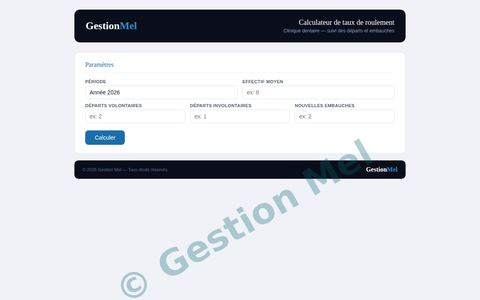 GestionMel
Calculateur de taux de roulement
Clinique dentaire — suivi des départs et embauches
Paramètres
PÉRIODE
EFFECTIF MOYEN
Année 2026
ex: 8
DÉPARTS VOLONTAIRES
DÉPARTS INVOLONTAIRES
NOUVELLES EMBAUCHES
ex: 2
ex: 1
ex: 2
Calculer
© 2026 Gestion Mel — Tous droits réservés.
GestionMel
© Gestion Mel